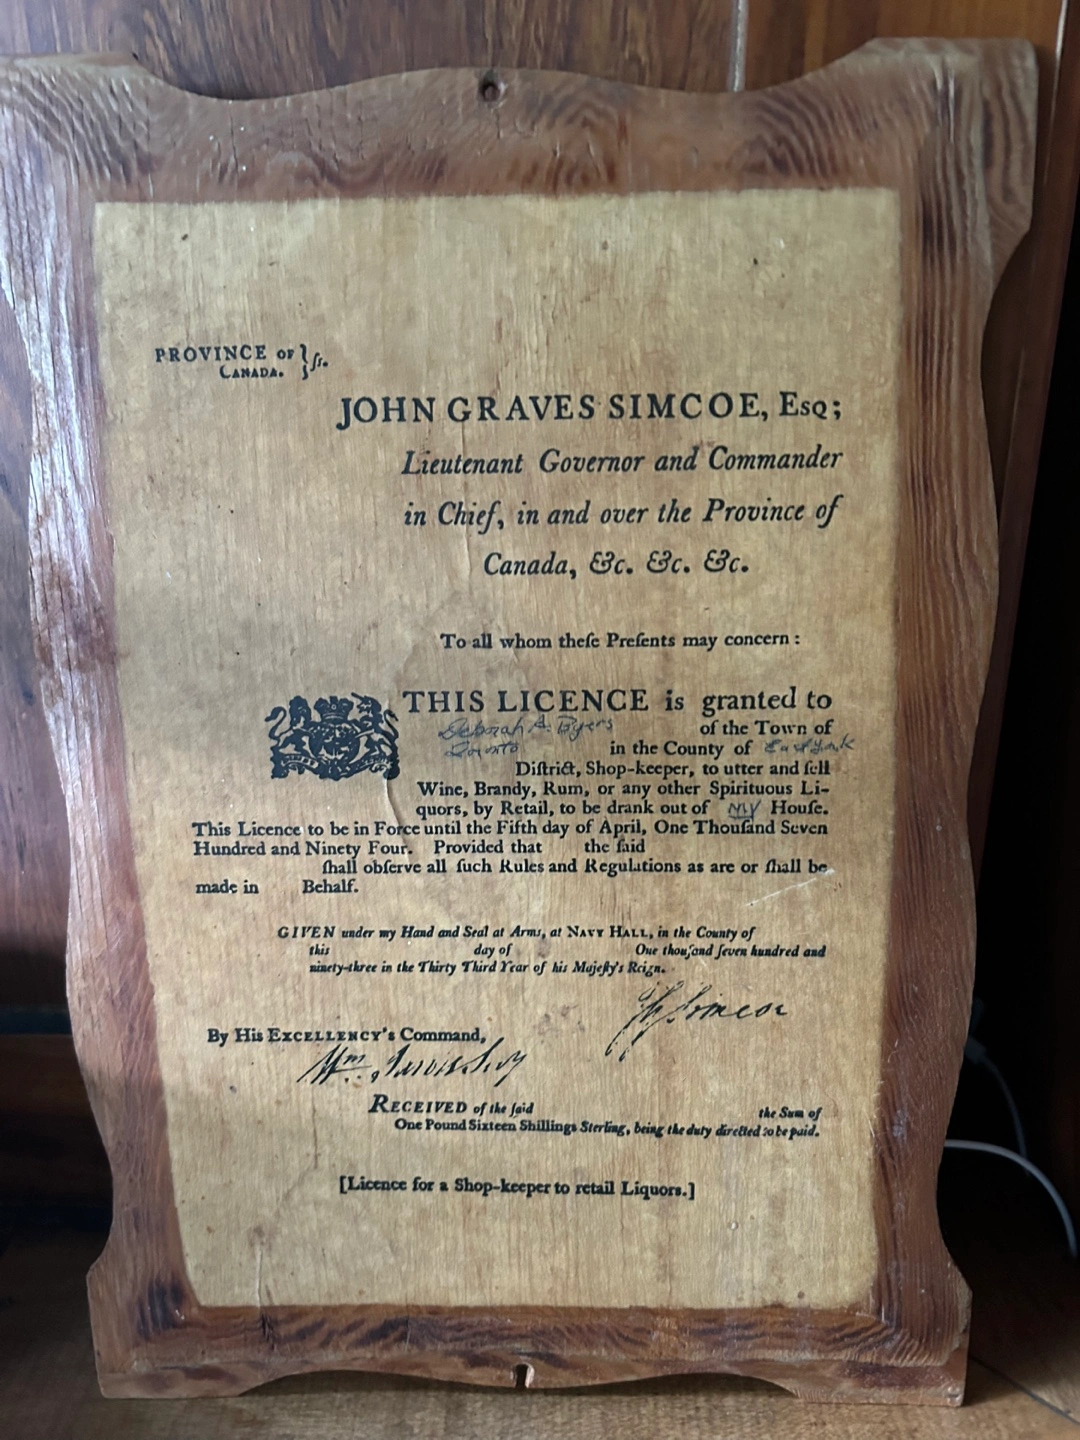 PROVINCE OF } ſs.
CANADA.
JOHN GRAVES SIMCOE, Esq;
Lieutenant Governor and Commander
in Chief, in and over the Province of
Canada, &c. &c. &c.
To all whom theſe Preſents may concern :
THIS LICENCE is granted to
Deborah A. Byers of the Town of
Toronto in the County of East York
Diſtrict, Shop-keeper, to utter and ſell
Wine, Brandy, Rum, or any other Spirituous Li-
quors, by Retail, to be drank out of My Houſe.
This Licence to be in Force until the Fifth day of April, One Thouſand Seven
Hundred and Ninety Four. Provided that the ſaid
ſhall obſerve all ſuch Rules and Regulations as are or ſhall be
made in Behalf.
GIVEN under my Hand and Seal at Arms, at NAVY HALL, in the County of
this day of One thouſand ſeven hundred and
ninety-three in the Thirty Third Year of his Majeſty's Reign.
J G Simcoe
By His EXCELLENCY's Command,
Wm. Jarvis Secy
RECEIVED of the ſaid the Sum of
One Pound Sixteen Shillings Sterling, being the duty directed to be paid.
[Licence for a Shop-keeper to retail Liquors.]